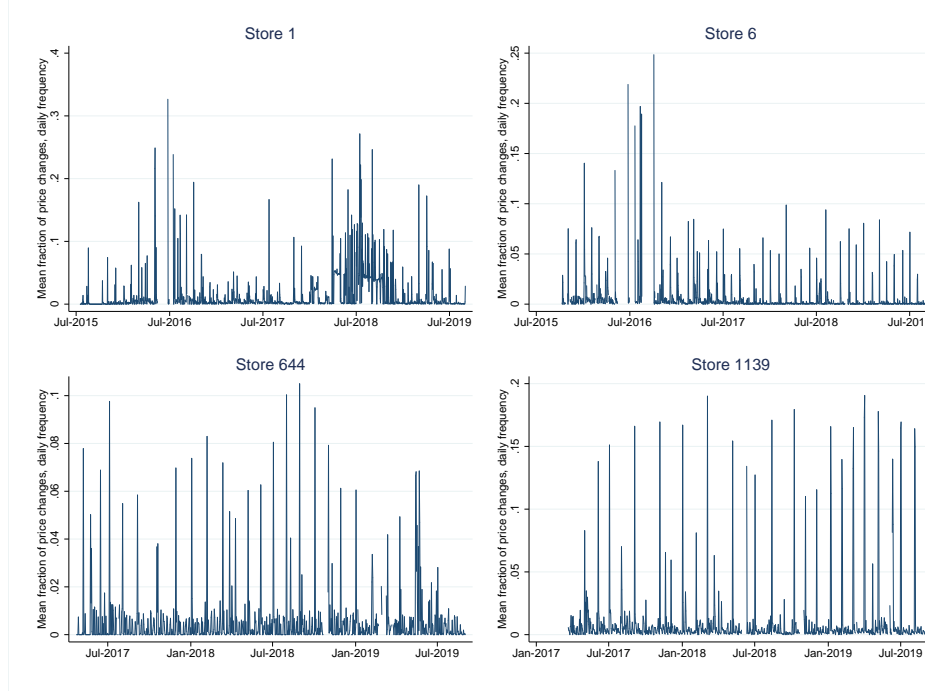 Store 1
Mean fraction of price changes, daily frequency
.4
.3
.2
.1
0
Jul-2015 Jul-2016 Jul-2017 Jul-2018 Jul-2019
Store 6
Mean fraction of price changes, daily frequency
.25
.2
.15
.1
.05
0
Jul-2015 Jul-2016 Jul-2017 Jul-2018 Jul-201
Store 644
Mean fraction of price changes, daily frequency
.1
.08
.06
.04
.02
0
Jul-2017 Jan-2018 Jul-2018 Jan-2019 Jul-2019
Store 1139
Mean fraction of price changes, daily frequency
.2
.15
.1
.05
0
Jan-2017 Jul-2017 Jan-2018 Jul-2018 Jan-2019 Jul-2019